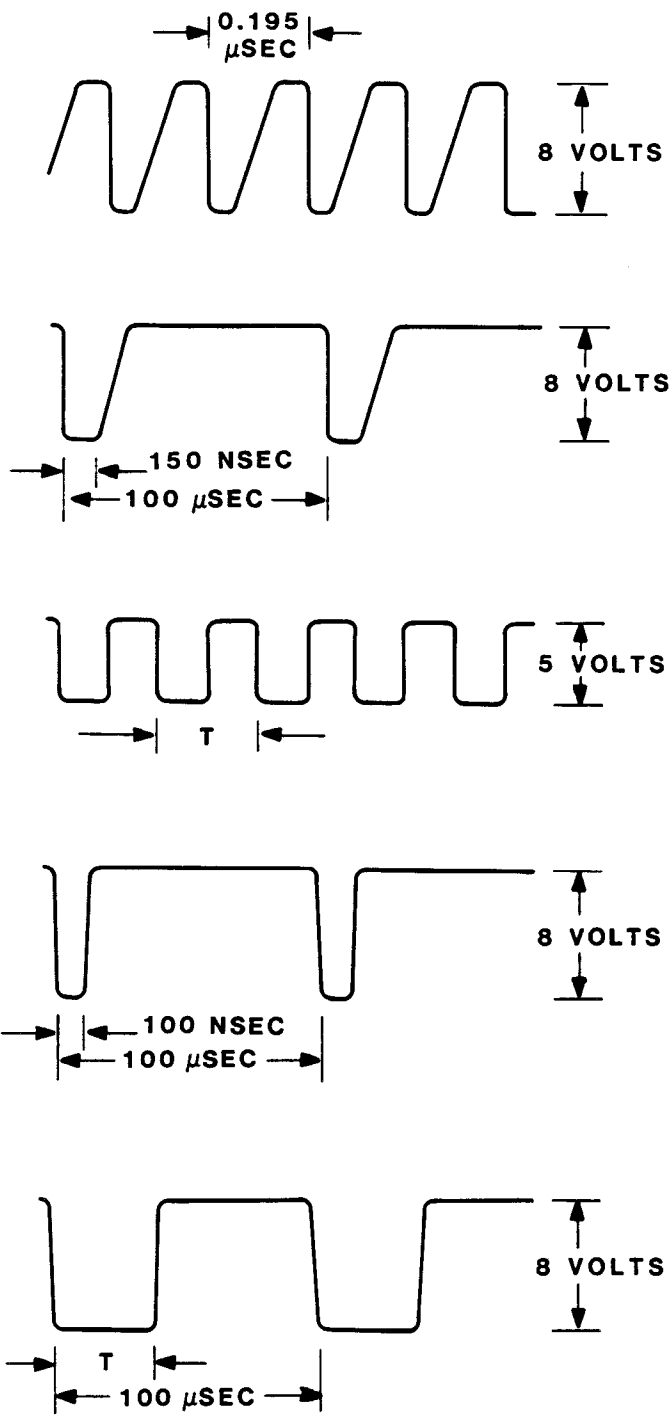 0.195
μSEC
8 VOLTS
8 VOLTS
150 NSEC
100 μSEC
5 VOLTS
T
8 VOLTS
100 NSEC
100 μSEC
8 VOLTS
T
100 μSEC